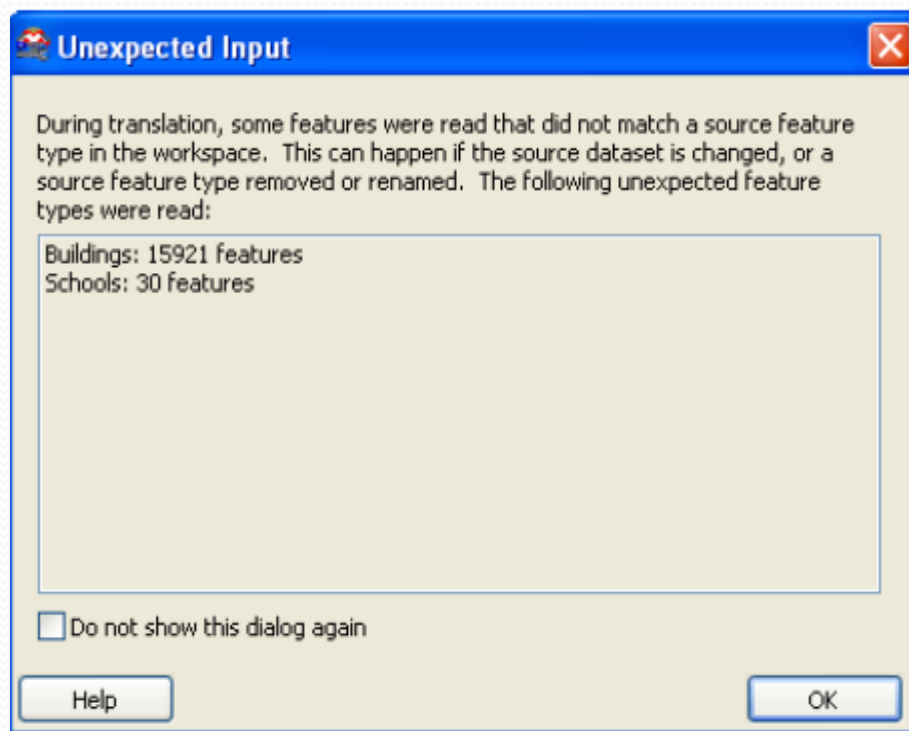 Unexpected Input
During translation, some features were read that did not match a source feature
type in the workspace.  This can happen if the source dataset is changed, or a
source feature type removed or renamed.  The following unexpected feature
types were read:
Buildings: 15921 features
Schools: 30 features
Do not show this dialog again
Help
OK